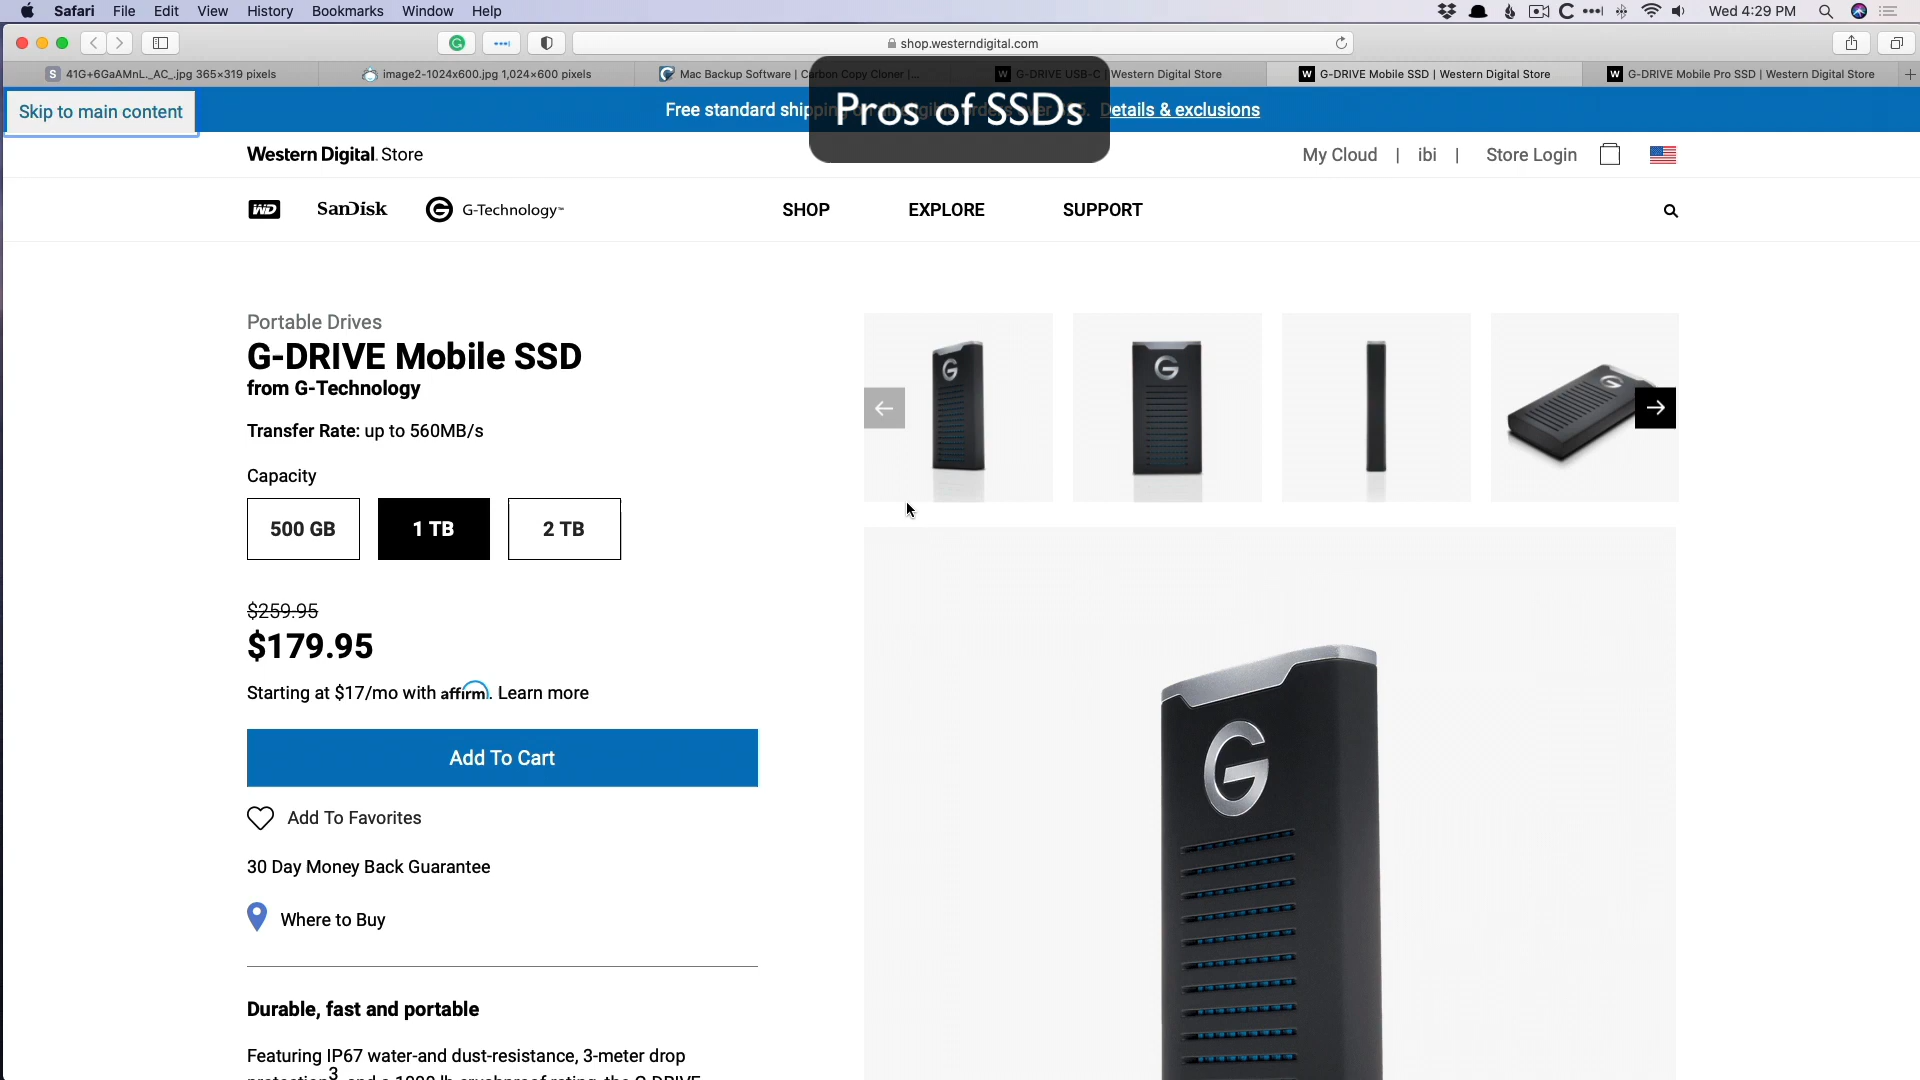 Safari File Edit View History Bookmarks Window Help Wed 4:29 PM
shop.westerndigital.com
S 41G+6GaAMnL._AC_.jpg 365×319 pixels
image2-1024x600.jpg 1,024×600 pixels
Mac Backup Software | Carbon Copy Cloner |...
W G-DRIVE USB-C | Western Digital Store
W G-DRIVE Mobile SSD | Western Digital Store
W G-DRIVE Mobile Pro SSD | Western Digital Store
Skip to main content
Free standard shipping
Details & exclusions
Pros of SSDs
Western Digital. Store
My Cloud | ibi | Store Login
WD SanDisk G-Technology™
SHOP EXPLORE SUPPORT
Portable Drives
G-DRIVE Mobile SSD
from G-Technology
Transfer Rate: up to 560MB/s
Capacity
500 GB 1 TB 2 TB
$259.95
$179.95
Starting at $17/mo with affirm. Learn more
Add To Cart
Add To Favorites
30 Day Money Back Guarantee
Where to Buy
Durable, fast and portable
Featuring IP67 water-and dust-resistance, 3-meter drop
protection3 and a 1000 lb crushproof rating, the G-DRIVE